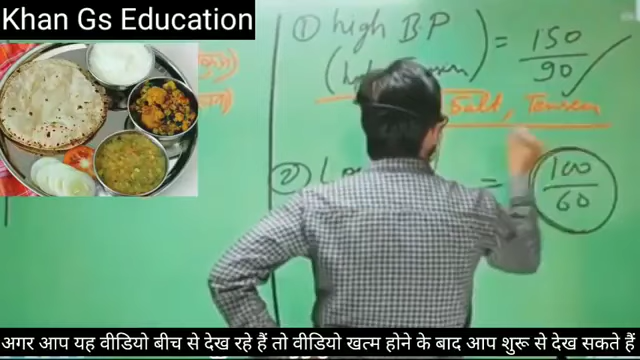 Khan Gs Education
① high BP
= 150/90
Salt, Tension
② Lo
= 100/60
अगर आप यह वीडियो बीच से देख रहे हैं तो वीडियो खत्म होने के बाद आप शुरू से देख सकते हैं